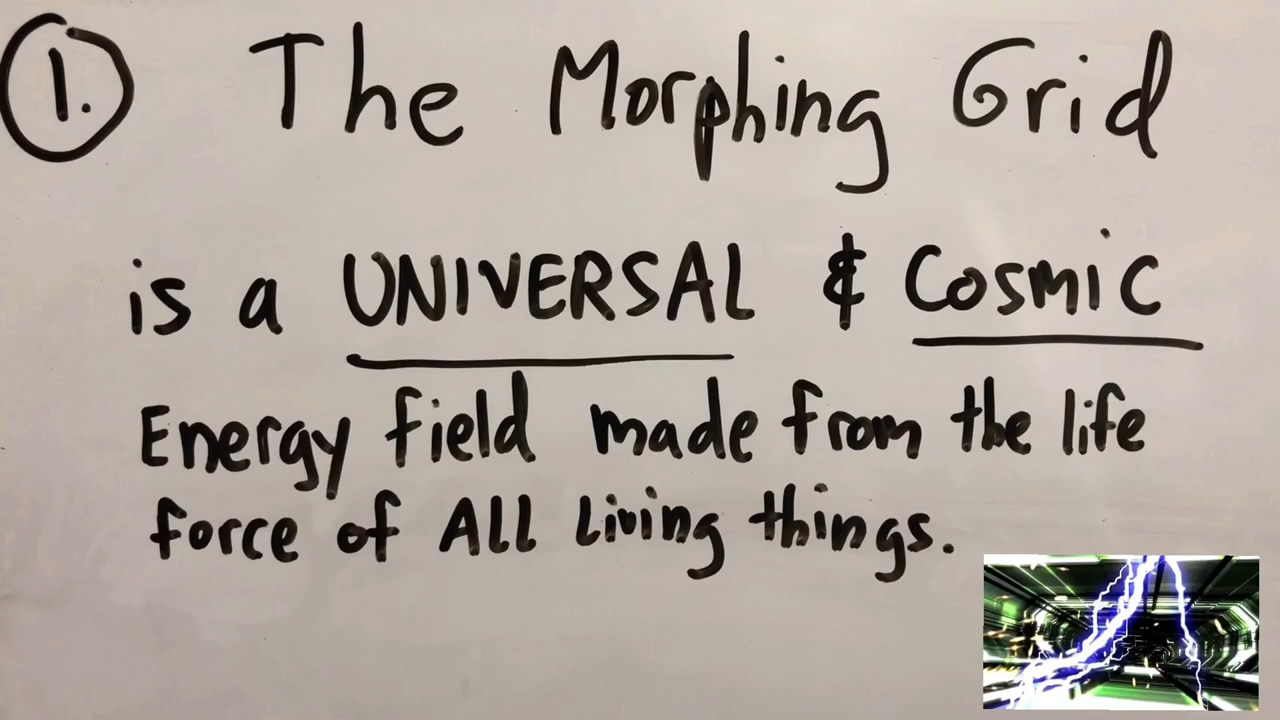 1. The Morphing Grid
is a UNIVERSAL & Cosmic
Energy field made from the life
force of All Living things.